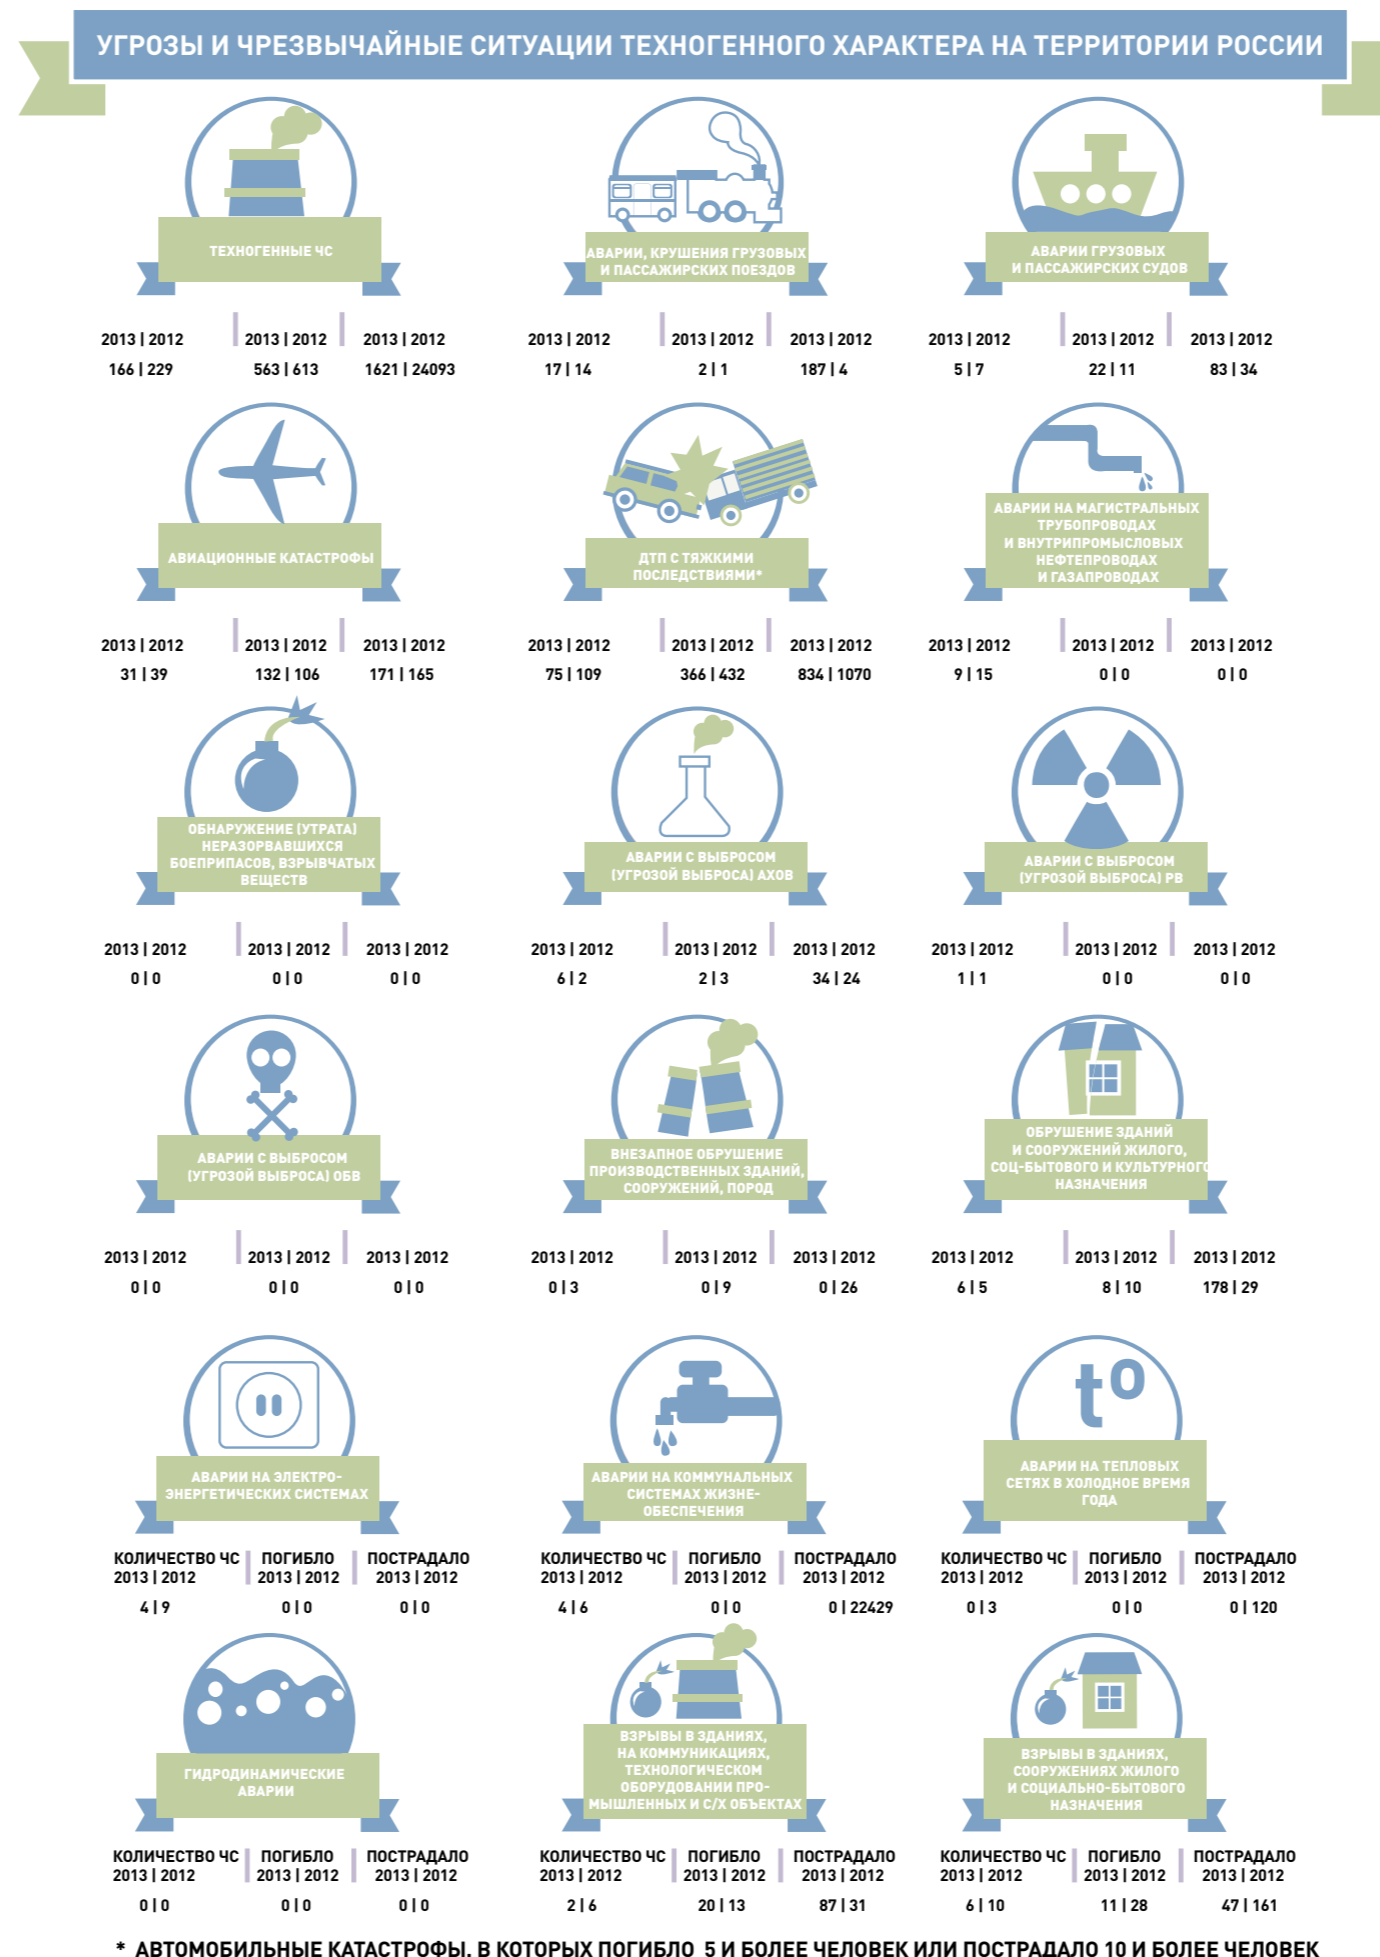 УГРОЗЫ И ЧРЕЗВЫЧАЙНЫЕ СИТУАЦИИ ТЕХНОГЕННОГО ХАРАКТЕРА НА ТЕРРИТОРИИ РОССИИ
ТЕХНОГЕННЫЕ ЧС
2013 | 2012 2013 | 2012 2013 | 2012
166 | 229 563 | 613 1621 | 24093
АВАРИИ, КРУШЕНИЯ ГРУЗОВЫХ
И ПАССАЖИРСКИХ ПОЕЗДОВ
2013 | 2012 2013 | 2012 2013 | 2012
17 | 14 2 | 1 187 | 4
АВАРИИ ГРУЗОВЫХ
И ПАССАЖИРСКИХ СУДОВ
2013 | 2012 2013 | 2012 2013 | 2012
5 | 7 22 | 11 83 | 34
АВИАЦИОННЫЕ КАТАСТРОФЫ
2013 | 2012 2013 | 2012 2013 | 2012
31 | 39 132 | 106 171 | 165
ДТП С ТЯЖКИМИ
ПОСЛЕДСТВИЯМИ*
2013 | 2012 2013 | 2012 2013 | 2012
75 | 109 366 | 432 834 | 1070
АВАРИИ НА МАГИСТРАЛЬНЫХ
ТРУБОПРОВОДАХ
И ВНУТРИПРОМЫСЛОВЫХ
НЕФТЕПРОВОДАХ
И ГАЗАПРОВОДАХ
2013 | 2012 2013 | 2012 2013 | 2012
9 | 15 0 | 0 0 | 0
ОБНАРУЖЕНИЕ (УТРАТА)
НЕРАЗОРВАВШИХСЯ
БОЕПРИПАСОВ, ВЗРЫВЧАТЫХ
ВЕЩЕСТВ
2013 | 2012 2013 | 2012 2013 | 2012
0 | 0 0 | 0 0 | 0
АВАРИИ С ВЫБРОСОМ
(УГРОЗОЙ ВЫБРОСА) АХОВ
2013 | 2012 2013 | 2012 2013 | 2012
6 | 2 2 | 3 34 | 24
АВАРИИ С ВЫБРОСОМ
(УГРОЗОЙ ВЫБРОСА) РВ
2013 | 2012 2013 | 2012 2013 | 2012
1 | 1 0 | 0 0 | 0
АВАРИИ С ВЫБРОСОМ
(УГРОЗОЙ ВЫБРОСА) ОБВ
2013 | 2012 2013 | 2012 2013 | 2012
0 | 0 0 | 0 0 | 0
ВНЕЗАПНОЕ ОБРУШЕНИЕ
ПРОИЗВОДСТВЕННЫХ ЗДАНИЙ,
СООРУЖЕНИЙ, ПОРОД
2013 | 2012 2013 | 2012 2013 | 2012
0 | 3 0 | 9 0 | 26
ОБРУШЕНИЕ ЗДАНИЙ
И СООРУЖЕНИЙ ЖИЛОГО,
СОЦ-БЫТОВОГО И КУЛЬТУРНОГО
НАЗНАЧЕНИЯ
2013 | 2012 2013 | 2012 2013 | 2012
6 | 5 8 | 10 178 | 29
АВАРИИ НА ЭЛЕКТРО-
ЭНЕРГЕТИЧЕСКИХ СИСТЕМАХ
КОЛИЧЕСТВО ЧС ПОГИБЛО ПОСТРАДАЛО
2013 | 2012 2013 | 2012 2013 | 2012
4 | 9 0 | 0 0 | 0
АВАРИИ НА КОММУНАЛЬНЫХ
СИСТЕМАХ ЖИЗНЕ-
ОБЕСПЕЧЕНИЯ
КОЛИЧЕСТВО ЧС ПОГИБЛО ПОСТРАДАЛО
2013 | 2012 2013 | 2012 2013 | 2012
4 | 6 0 | 0 0 | 22429
tº
АВАРИИ НА ТЕПЛОВЫХ
СЕТЯХ В ХОЛОДНОЕ ВРЕМЯ
ГОДА
КОЛИЧЕСТВО ЧС ПОГИБЛО ПОСТРАДАЛО
2013 | 2012 2013 | 2012 2013 | 2012
0 | 3 0 | 0 0 | 120
ГИДРОДИНАМИЧЕСКИЕ
АВАРИИ
КОЛИЧЕСТВО ЧС ПОГИБЛО ПОСТРАДАЛО
2013 | 2012 2013 | 2012 2013 | 2012
0 | 0 0 | 0 0 | 0
ВЗРЫВЫ В ЗДАНИЯХ,
НА КОММУНИКАЦИЯХ,
ТЕХНОЛОГИЧЕСКОМ
ОБОРУДОВАНИИ ПРО-
МЫШЛЕННЫХ И С/Х ОБЪЕКТАХ
КОЛИЧЕСТВО ЧС ПОГИБЛО ПОСТРАДАЛО
2013 | 2012 2013 | 2012 2013 | 2012
2 | 6 20 | 13 87 | 31
ВЗРЫВЫ В ЗДАНИЯХ,
СООРУЖЕНИЯХ ЖИЛОГО
И СОЦИАЛЬНО-БЫТОВОГО
НАЗНАЧЕНИЯ
КОЛИЧЕСТВО ЧС ПОГИБЛО ПОСТРАДАЛО
2013 | 2012 2013 | 2012 2013 | 2012
6 | 10 11 | 28 47 | 161
* АВТОМОБИЛЬНЫЕ КАТАСТРОФЫ, В КОТОРЫХ ПОГИБЛО 5 И БОЛЕЕ ЧЕЛОВЕК ИЛИ ПОСТРАДАЛО 10 И БОЛЕЕ ЧЕЛОВЕК